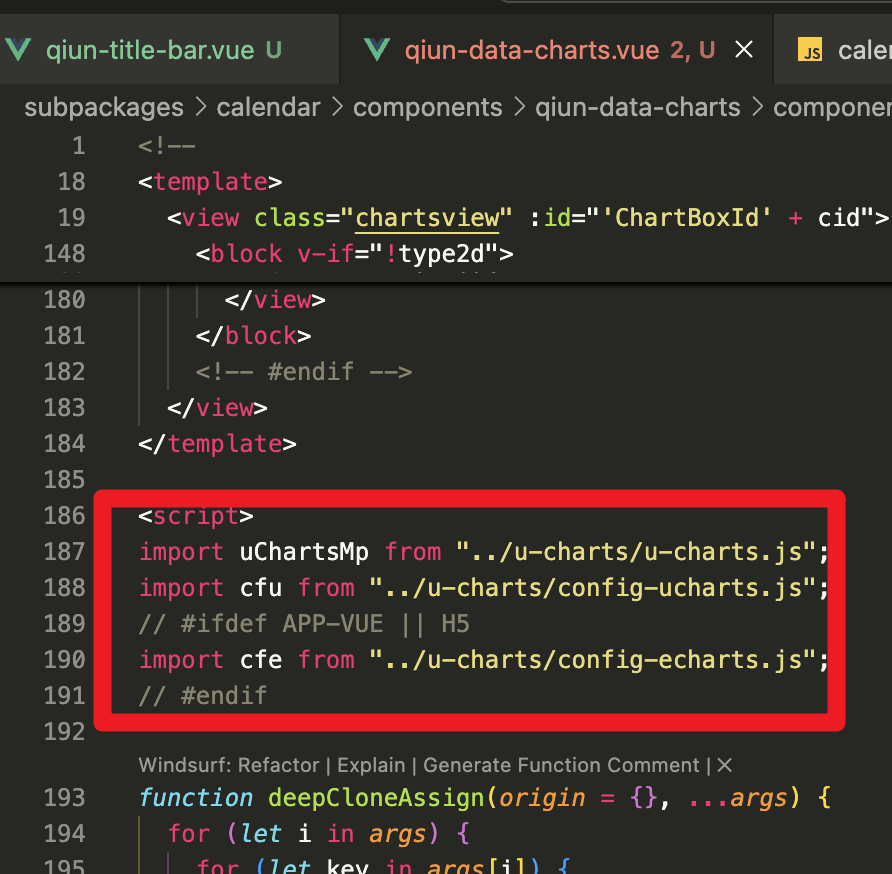 qiun-title-bar.vue U
qiun-data-charts.vue 2, U
JS
subpackages > calendar > components > qiun-data-charts >
1 <!--
18 <template>
19 <view class="chartsview" :id="'ChartBoxId' + cid">
148 <block v-if="!type2d">
180 </view>
181 </block>
182 <!-- #endif -->
183 </view>
184 </template>
185
186 <script>
187 import uChartsMp from "../u-charts/u-charts.js";
188 import cfu from "../u-charts/config-ucharts.js";
189 // #ifdef APP-VUE || H5
190 import cfe from "../u-charts/config-echarts.js";
191 // #endif
192
Windsurf: Refactor | Explain | Generate Function Comment | ✕
193 function deepCloneAssign(origin = {}, ...args) {
194 for (let i in args) {
195 for (let key in args[i]) {